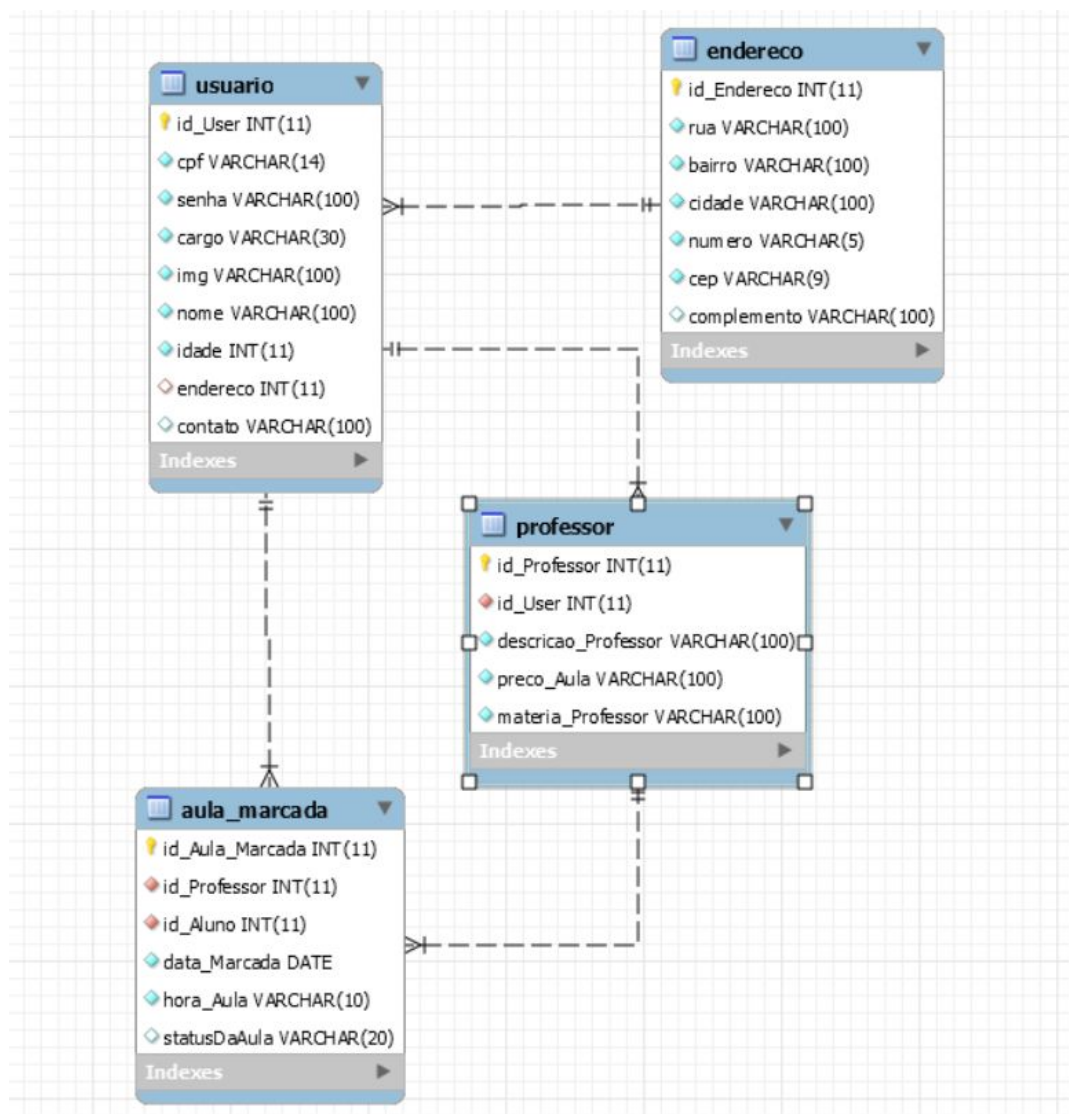 usuario
id_User INT(11)
cpf VARCHAR(14)
senha VARCHAR(100)
cargo VARCHAR(30)
img VARCHAR(100)
nome VARCHAR(100)
idade INT(11)
endereco INT(11)
contato VARCHAR(100)
Indexes
endereco
id_Endereco INT(11)
rua VARCHAR(100)
bairro VARCHAR(100)
cidade VARCHAR(100)
numero VARCHAR(5)
cep VARCHAR(9)
complemento VARCHAR(100)
Indexes
professor
id_Professor INT(11)
id_User INT(11)
descricao_Professor VARCHAR(100)
preco_Aula VARCHAR(100)
materia_Professor VARCHAR(100)
Indexes
aula_marcada
id_Aula_Marcada INT(11)
id_Professor INT(11)
id_Aluno INT(11)
data_Marcada DATE
hora_Aula VARCHAR(10)
statusDaAula VARCHAR(20)
Indexes